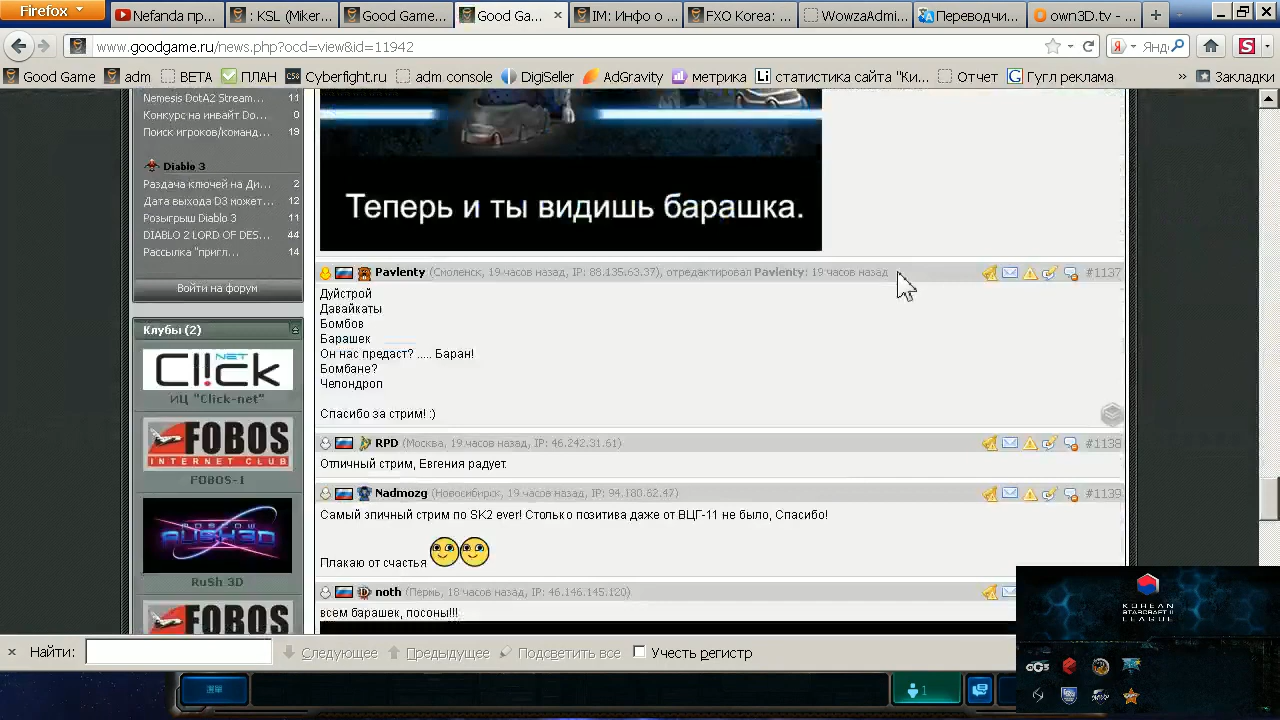 Firefox
Nefanda пр...
: KSL (Miker...
Good Game...
Good Ga...
IM: Инфо о ...
FXO Korea: ...
WowzaAdmi...
Переводчи...
own3D.tv - ...
www.goodgame.ru/news.php?ocd=view&id=11942
Янд
Good Game
adm
BETA
ПЛАН
Cyberfight.ru
adm console
DigiSeller
AdGravity
метрика
статистика сайта "Ки...
Отчет
Гугл реклама
»
Закладки
Nemesis DotA2 Stream... 11
Конкурс на инвайт Do... 0
Поиск игроков/команд... 19
Diablo 3
Раздача ключей на Ди... 2
Дата выхода D3 может... 12
Розыгрыш Diablo 3 11
DIABLO 2 LORD OF DES... 44
Рассылка "пригл... 14
Войти на форум
Клубы (2)
CLICK NET
ИЦ "Click-net"
FOBOS
INTERNET CLUB
FOBOS-1
MOSCOW
RUSH3D
RuSh 3D
FOBOS
Теперь и ты видишь барашка.
Pavlenty (Смоленск, 19 часов назад, IP: 88.135.63.37), отредактировал Pavlenty: 19 часов назад #1137
Дуйстрой
Давайкаты
Бомбов
Барашек
Он нас предаст? ..... Баран!
Бомбане?
Челондроп
Спасибо за стрим! :)
RPD (Москва, 19 часов назад, IP: 46.242.31.61) #1138
Отличный стрим, Евгения радует.
Nadmozg (Новосибирск, 19 часов назад, IP: 94.180.82.47) #1139
Самый эпичный стрим по SK2 ever! Столько позитива даже от ВЦГ-11 не было, Спасибо!
Плакаю от счастья
noth (Пермь, 18 часов назад, IP: 46.146.145.120)
всем барашек, посоны!!!
Найти:
Следующее
Предыдущее
Подсветить все
Учесть регистр
KOREAN
STARCRAFT II
LEAGUE
1